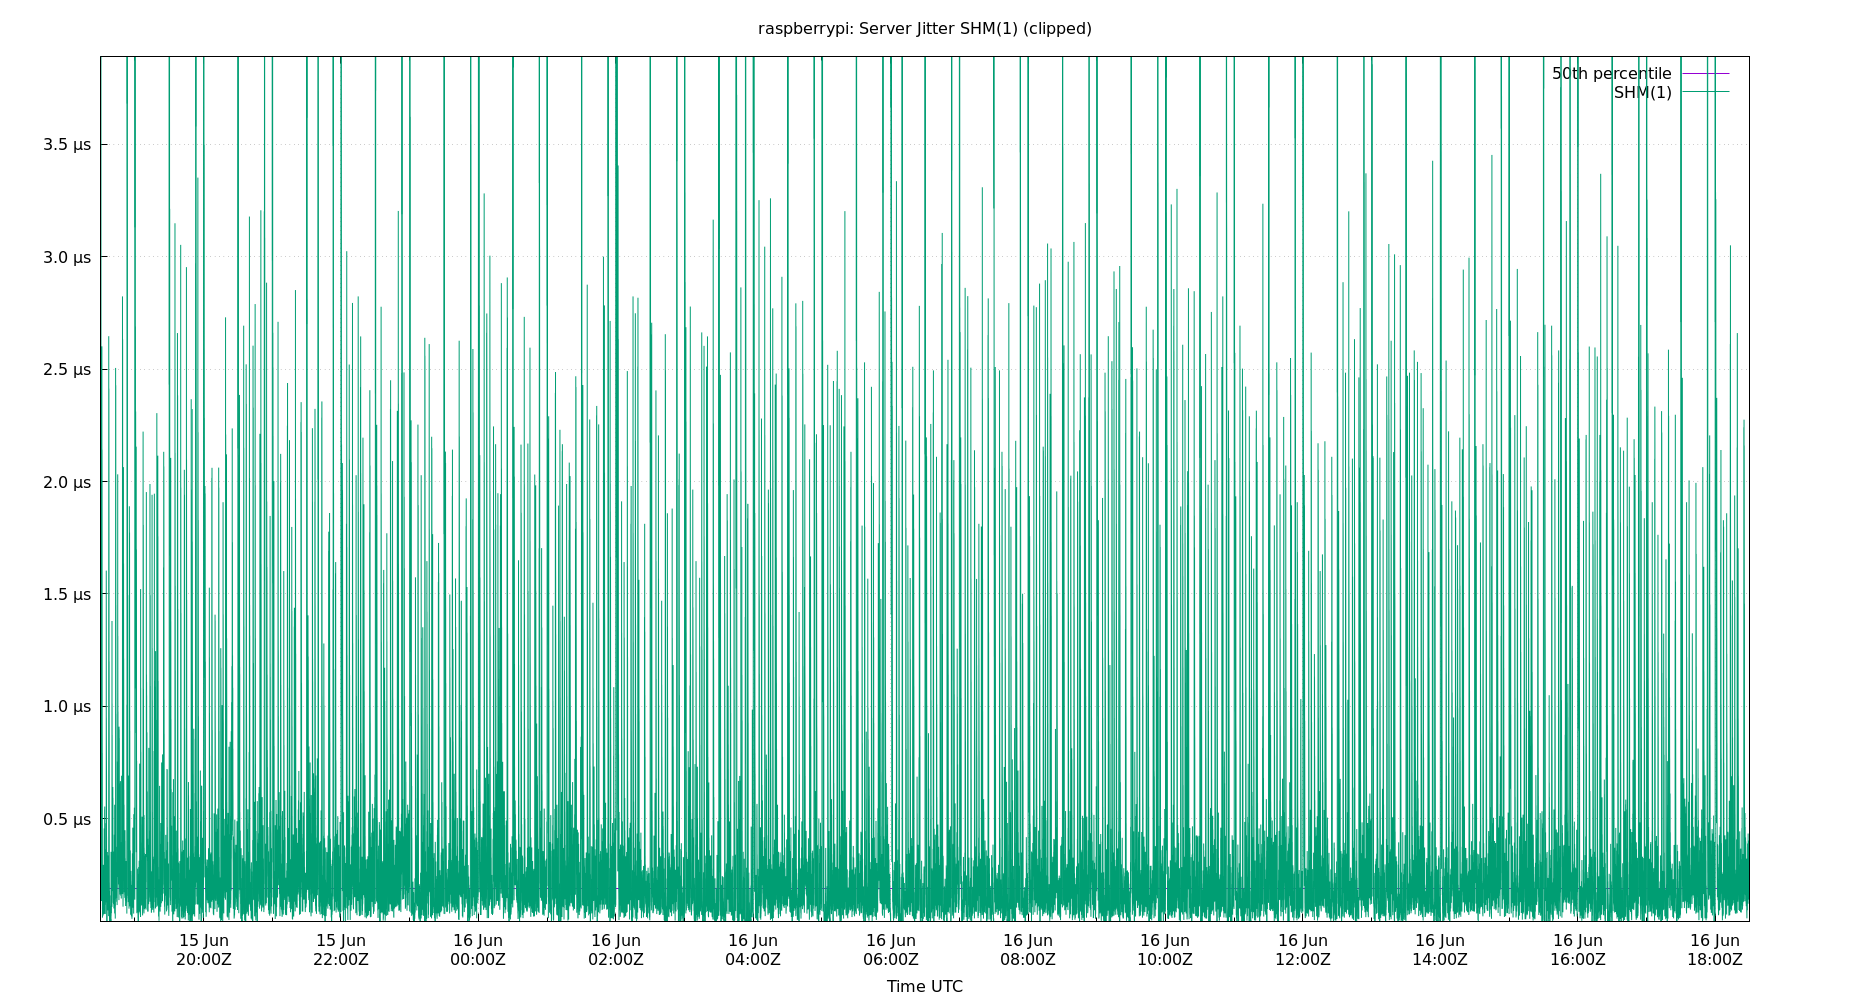 raspberrypi: Server Jitter SHM(1) (clipped)
50th percentile
SHM(1)
3.5 µs
3.0 µs
2.5 µs
2.0 µs
1.5 µs
1.0 µs
0.5 µs
15 Jun 15 Jun 16 Jun 16 Jun 16 Jun 16 Jun 16 Jun 16 Jun 16 Jun 16 Jun 16 Jun 16 Jun
20:00Z 22:00Z 00:00Z 02:00Z 04:00Z 06:00Z 08:00Z 10:00Z 12:00Z 14:00Z 16:00Z 18:00Z
Time UTC